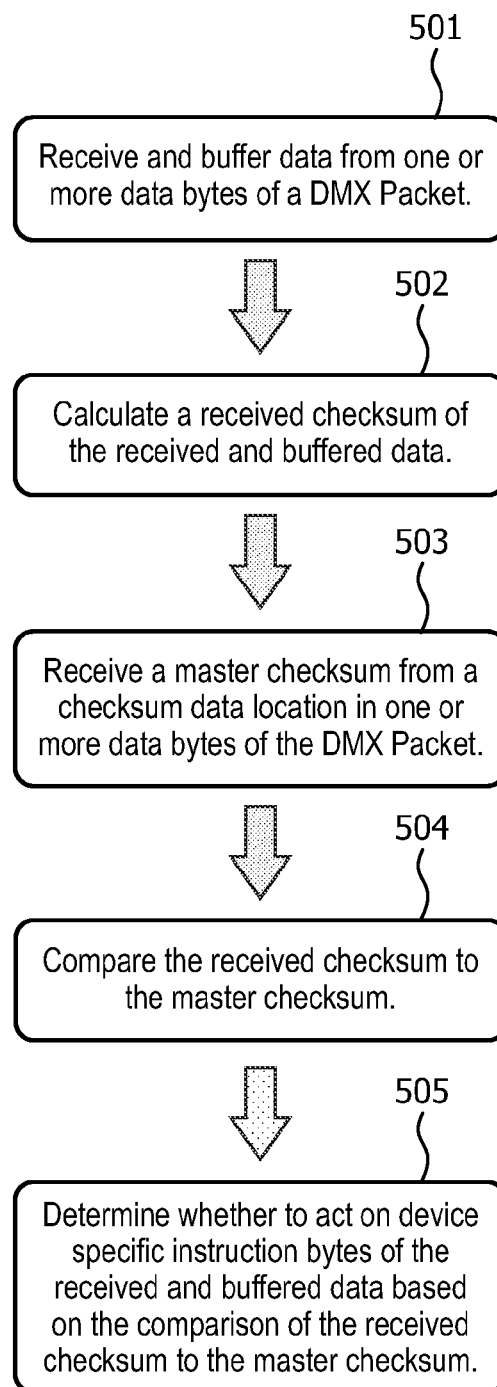 501
Receive and buffer data from one or
more data bytes of a DMX Packet.
502
Calculate a received checksum of
the received and buffered data.
503
Receive a master checksum from a
checksum data location in one or
more data bytes of the DMX Packet.
504
Compare the received checksum to
the master checksum.
505
Determine whether to act on device
specific instruction bytes of the
received and buffered data based
on the comparison of the received
checksum to the master checksum.